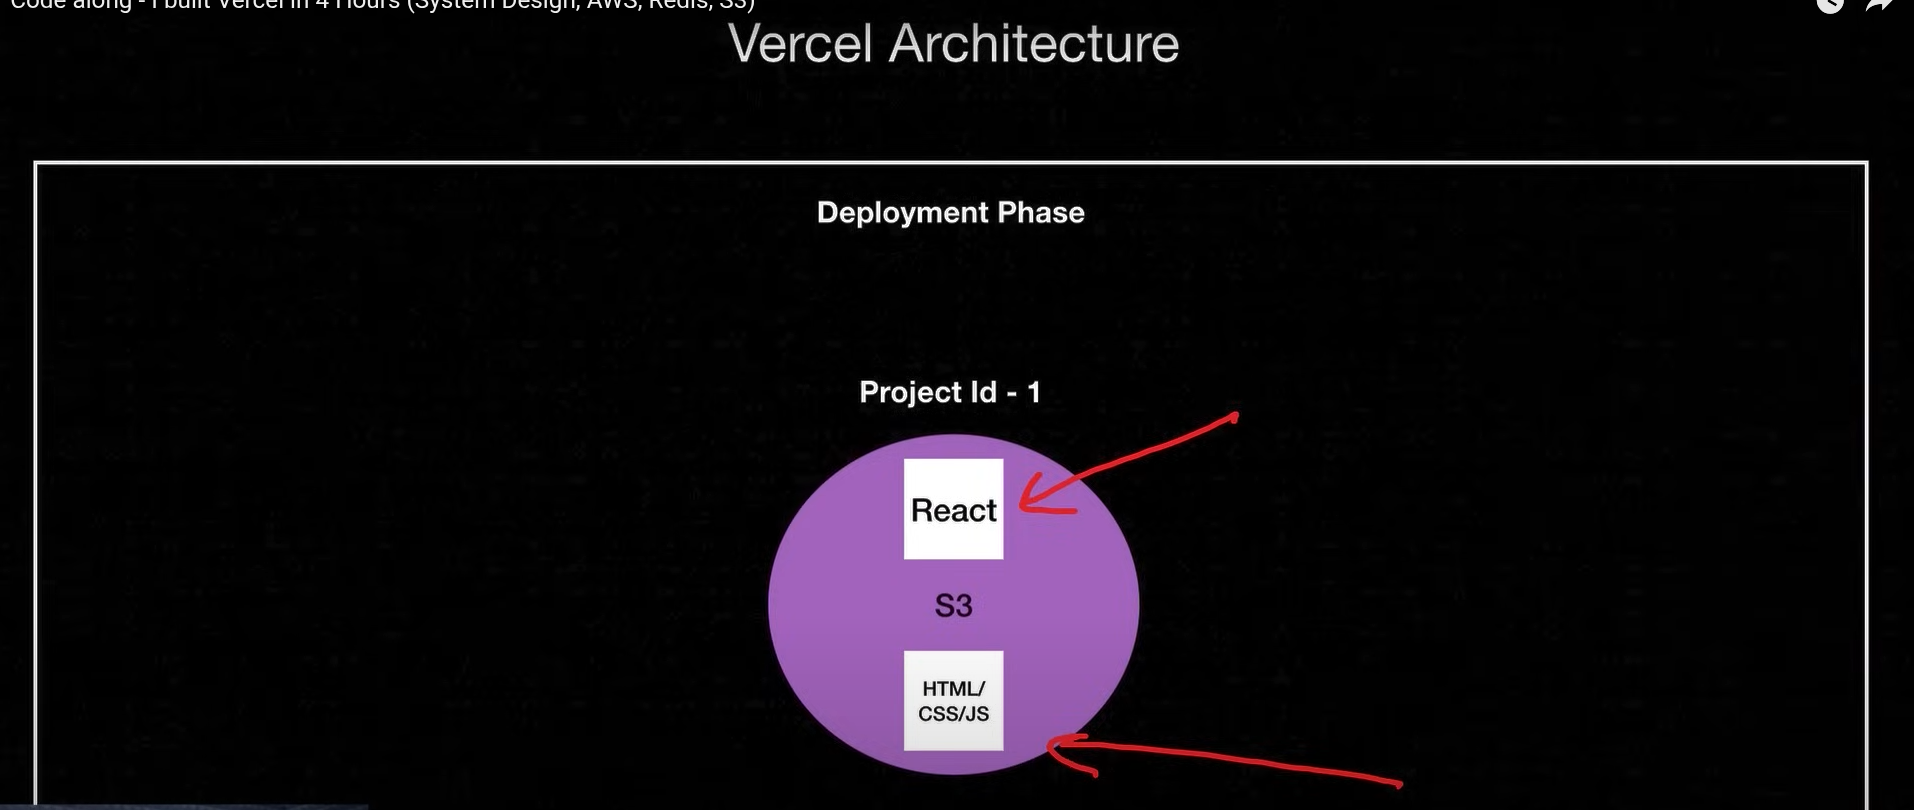 Code along - I built Vercel in 4 Hours (System Design, AWS, Redis, S3)
Vercel Architecture
Deployment Phase
Project Id - 1
React
S3
HTML/
CSS/JS